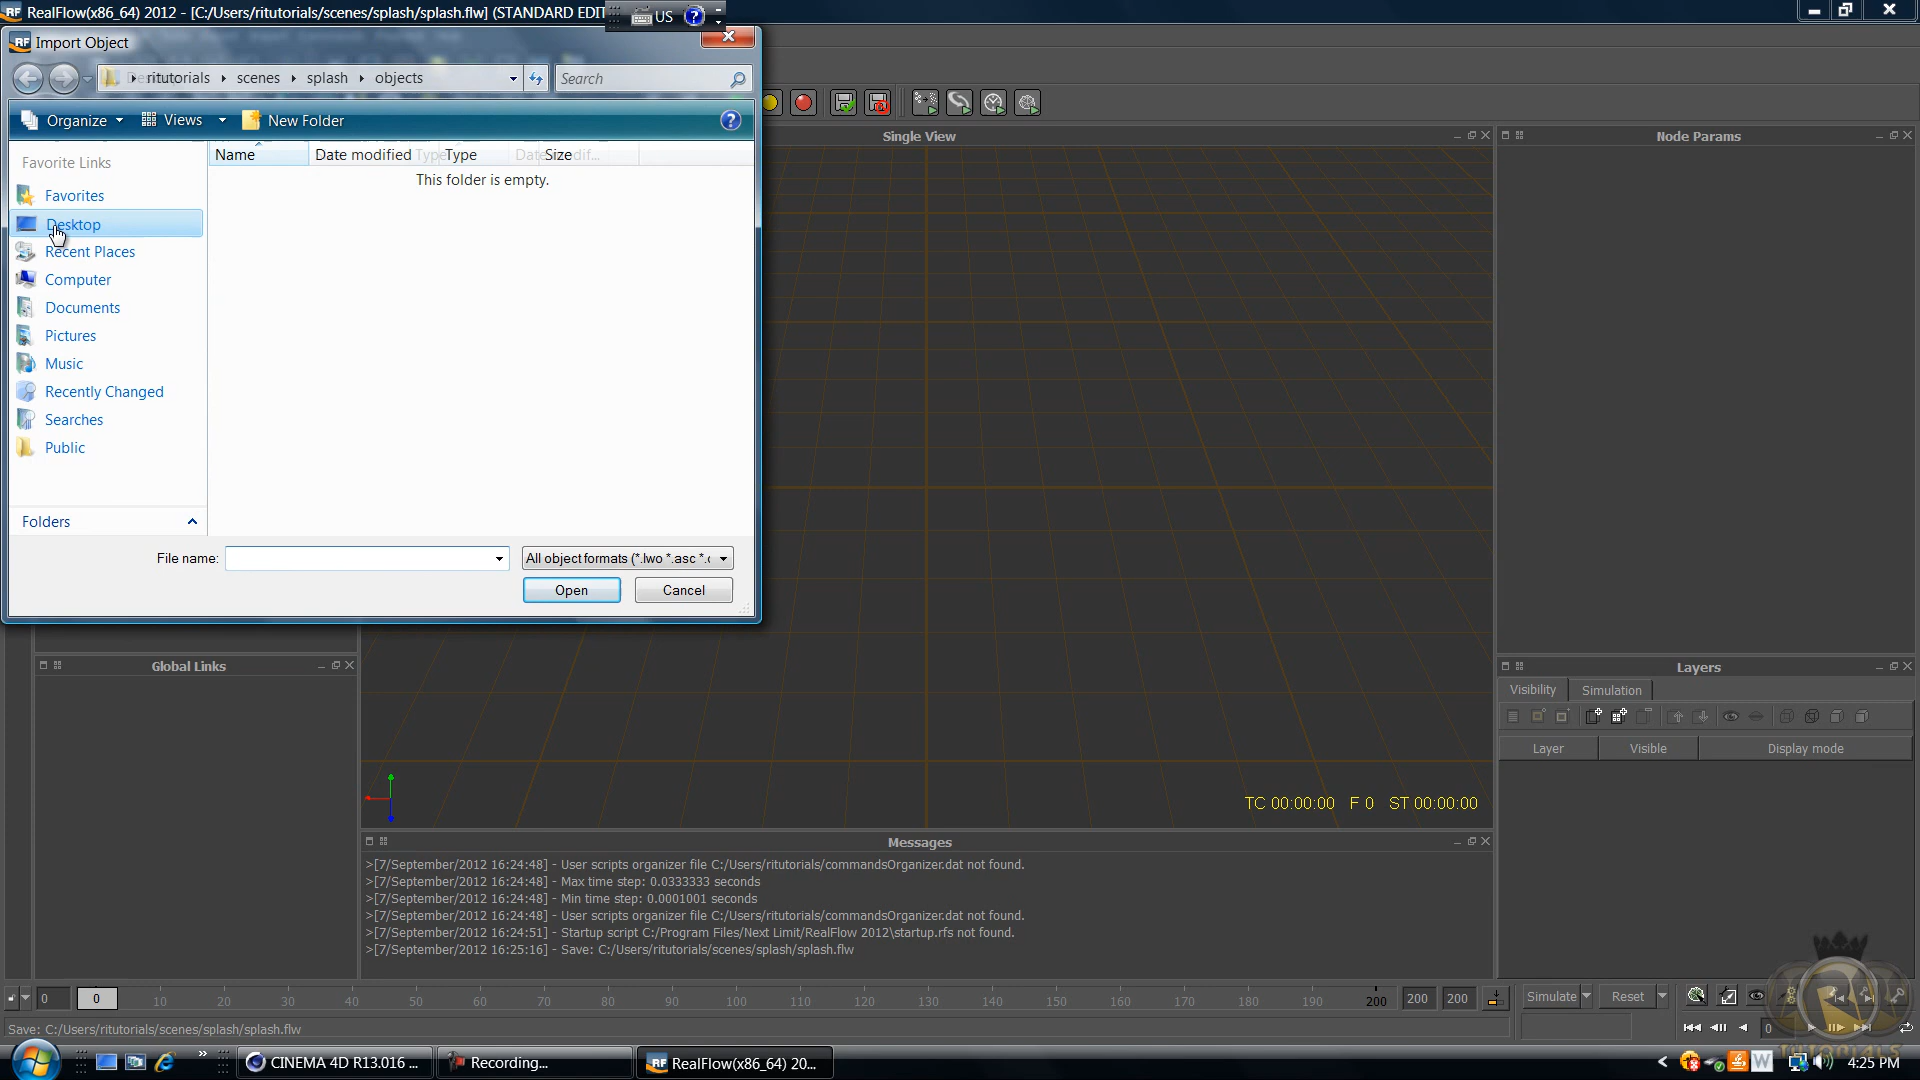 RealFlow(x86_64) 2012 - [C:/Users/ritutorials/scenes/splash/splash.flw] (STANDARD EDIT
US
Import Object
ritutorials scenes splash objects
Search
Organize Views New Folder
Favorite Links
Name Date modified Type Size
This folder is empty.
Favorites
Desktop
Recent Places
Computer
Documents
Pictures
Music
Recently Changed
Searches
Public
Folders
File name:
All object formats (*.lwo *.asc *.
Open Cancel
Single View
Node Params
Global Links
Layers
Visibility Simulation
Layer Visible Display mode
TC 00:00:00 F 0 ST 00:00:00
Messages
>[7/September/2012 16:24:48] - User scripts organizer file C:/Users/ritutorials/commandsOrganizer.dat not found.
>[7/September/2012 16:24:48] - Max time step: 0.0333333 seconds
>[7/September/2012 16:24:48] - Min time step: 0.0001001 seconds
>[7/September/2012 16:24:48] - User scripts organizer file C:/Users/ritutorials/commandsOrganizer.dat not found.
>[7/September/2012 16:24:51] - Startup script C:/Program Files/Next Limit/RealFlow 2012\startup.rfs not found.
>[7/September/2012 16:25:16] - Save: C:/Users/ritutorials/scenes/splash/splash.flw
0 0 10 20 30 40 50 60 70 80 90 100 110 120 130 140 150 160 170 180 190 200 200 200
Simulate Reset
0
Save: C:/Users/ritutorials/scenes/splash/splash.flw
CINEMA 4D R13.016 ...
Recording...
RealFlow(x86_64) 20...
4:25 PM
TUTORIALS